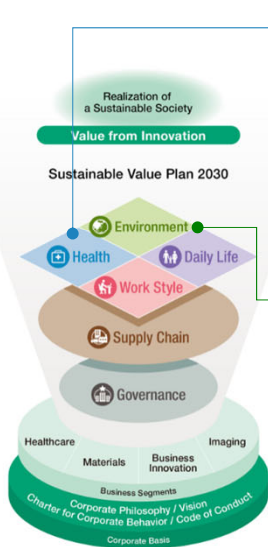 Realization of
a Sustainable Society
Value from Innovation
Sustainable Value Plan 2030
Environment
Health
Daily Life
Work Style
Supply Chain
Governance
Healthcare
Imaging
Materials
Business
Innovation
Business Segments
Corporate Philosophy / Vision
Charter for Corporate Behavior / Code of Conduct
Corporate Basis